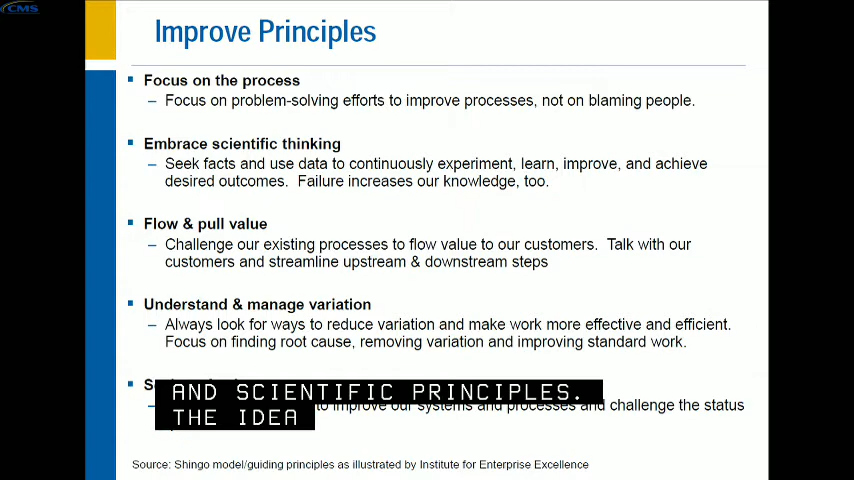 CMS
Improve Principles
Focus on the process
– Focus on problem-solving efforts to improve processes, not on blaming people.
Embrace scientific thinking
– Seek facts and use data to continuously experiment, learn, improve, and achieve
desired outcomes. Failure increases our knowledge, too.
Flow & pull value
– Challenge our existing processes to flow value to our customers. Talk with our
customers and streamline upstream & downstream steps
Understand & manage variation
– Always look for ways to reduce variation and make work more effective and efficient.
Focus on finding root cause, removing variation and improving standard work.
AND SCIENTIFIC PRINCIPLES.
THE IDEA
to improve our systems and processes and challenge the status
Source: Shingo model/guiding principles as illustrated by Institute for Enterprise Excellence